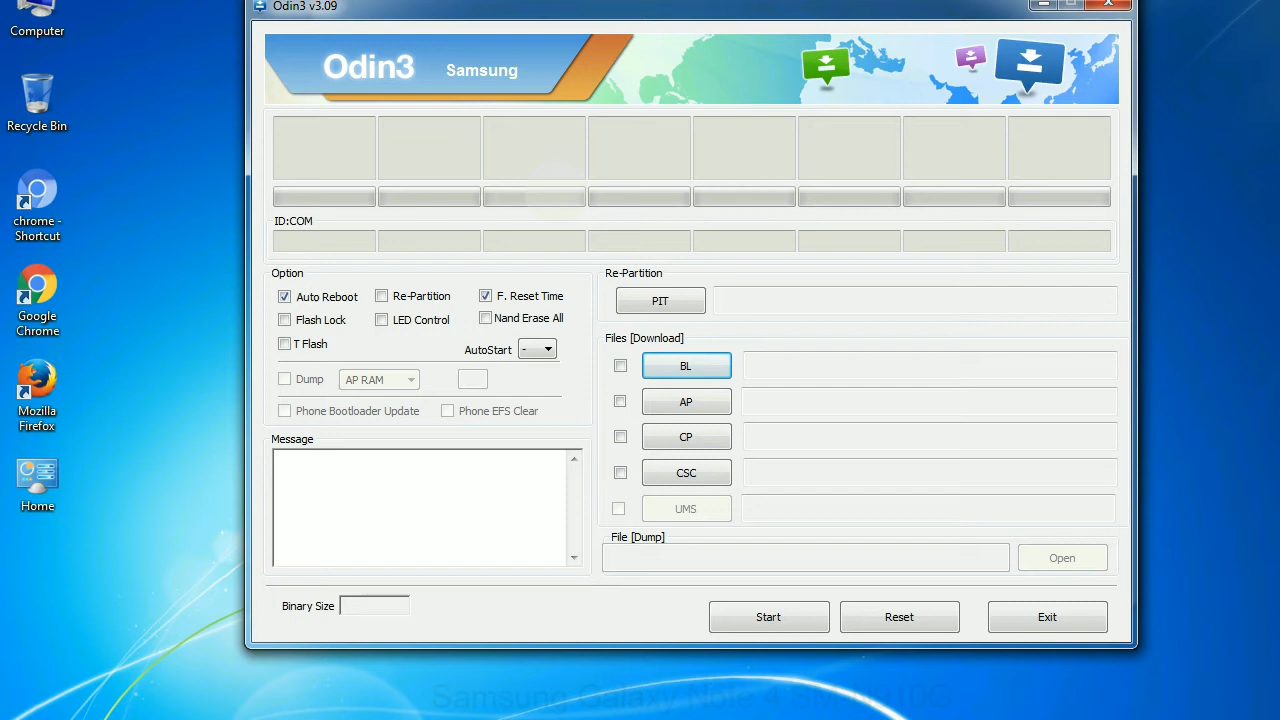 Odin3 v3.09
Computer
Recycle Bin
chrome -
Shortcut
Google
Chrome
Mozilla
Firefox
Home
Odin3 Samsung
ID:COM
Option
Auto Reboot Re-Partition F. Reset Time
Flash Lock LED Control Nand Erase All
T Flash AutoStart -
Dump AP RAM
Phone Bootloader Update Phone EFS Clear
Message
Re-Partition
PIT
Files [Download]
BL
AP
CP
CSC
UMS
File [Dump]
Open
Binary Size
Start Reset Exit
Samsung Galaxy Note 4 SM-N910G